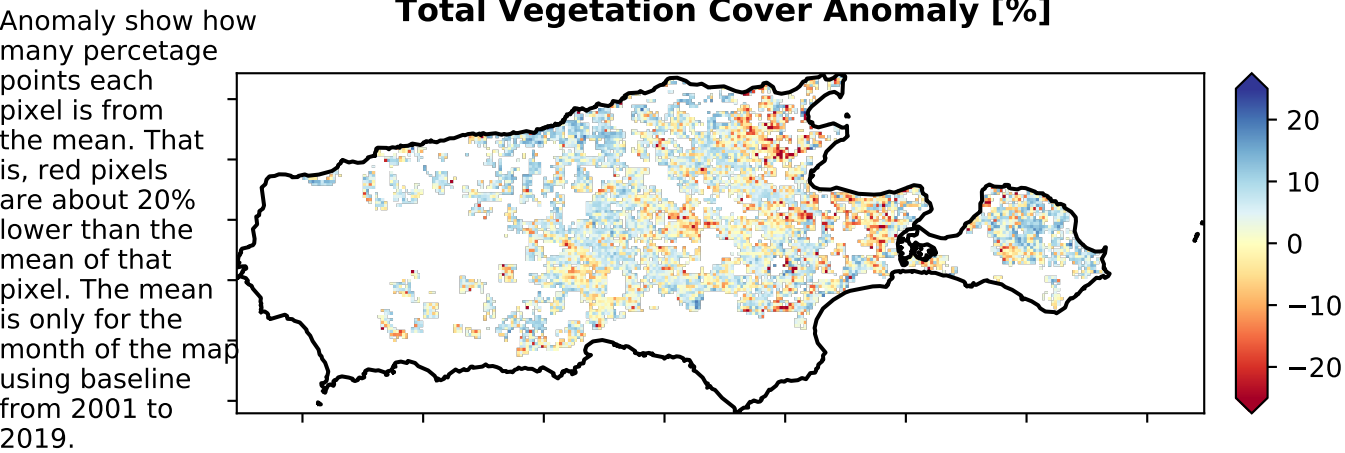 Total Vegetation Cover Anomaly [%]
Anomaly show how
many percetage
points each
pixel is from
the mean. That
is, red pixels
are about 20%
lower than the
mean of that
pixel. The mean
is only for the
month of the map
using baseline
from 2001 to
2019.
20
10
0
−10
−20